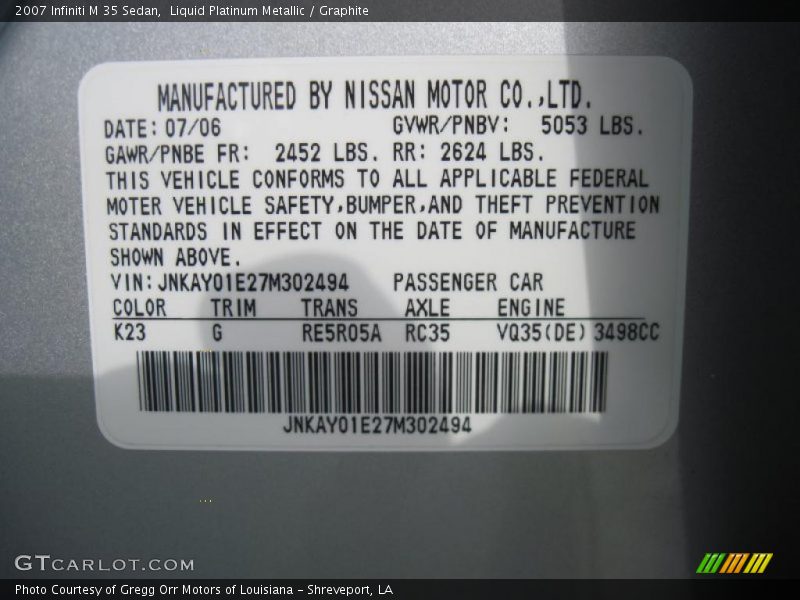 2007 Infiniti M 35 Sedan,  Liquid Platinum Metallic / Graphite
MANUFACTURED BY NISSAN MOTOR CO.,LTD.
DATE: 07/06 GVWR/PNBV: 5053 LBS.
GAWR/PNBE FR: 2452 LBS. RR: 2624 LBS.
THIS VEHICLE CONFORMS TO ALL APPLICABLE FEDERAL
MOTER VEHICLE SAFETY,BUMPER,AND THEFT PREVENTION
STANDARDS IN EFFECT ON THE DATE OF MANUFACTURE
SHOWN ABOVE.
VIN: JNKAY01E27M302494 PASSENGER CAR
COLOR TRIM TRANS AXLE ENGINE
K23 G RE5R05A RC35 VQ35(DE) 3498CC
JNKAY01E27M302494
GTCARLOT.COM
Photo Courtesy of Gregg Orr Motors of Louisiana – Shreveport, LA